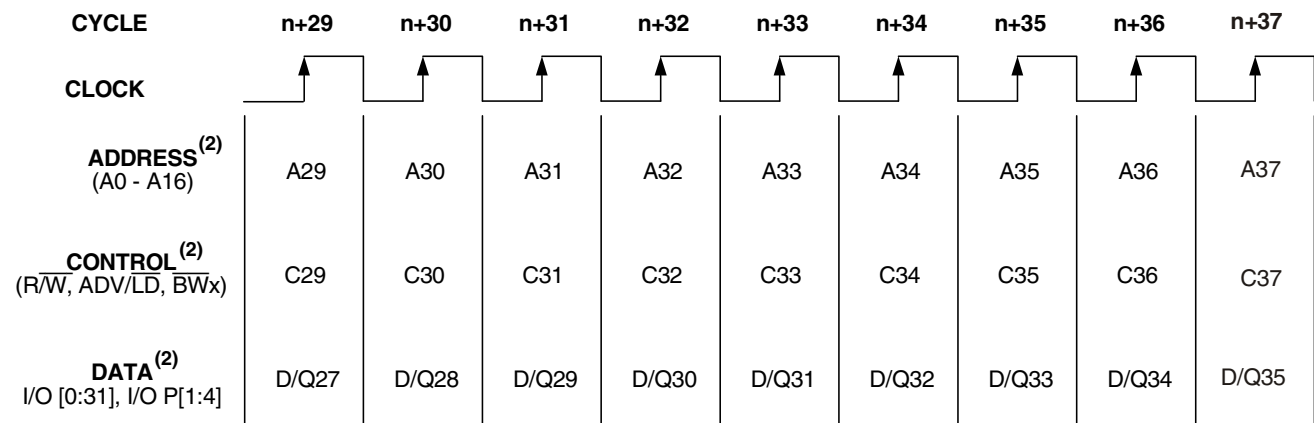 CYCLE n+29 n+30 n+31 n+32 n+33 n+34 n+35 n+36 n+37
CLOCK
ADDRESS(2)
(A0 - A16) A29 A30 A31 A32 A33 A34 A35 A36 A37
CONTROL(2)
(R/W̅, ADV/L̅D̅, B̅W̅x) C29 C30 C31 C32 C33 C34 C35 C36 C37
DATA(2)
I/O [0:31], I/O P[1:4] D/Q27 D/Q28 D/Q29 D/Q30 D/Q31 D/Q32 D/Q33 D/Q34 D/Q35